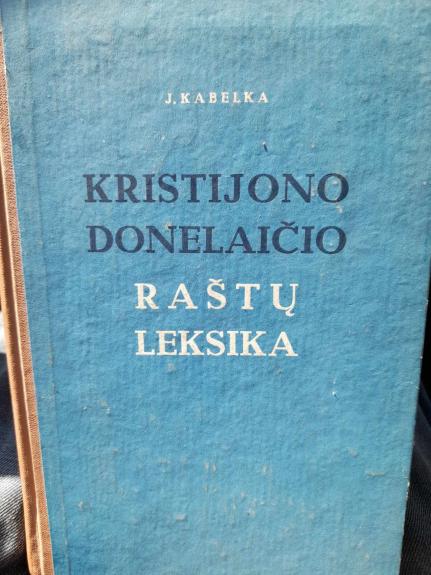 J. KABELKA
KRISTIJONO
DONELAIČIO
RAŠTŲ
LEKSIKA